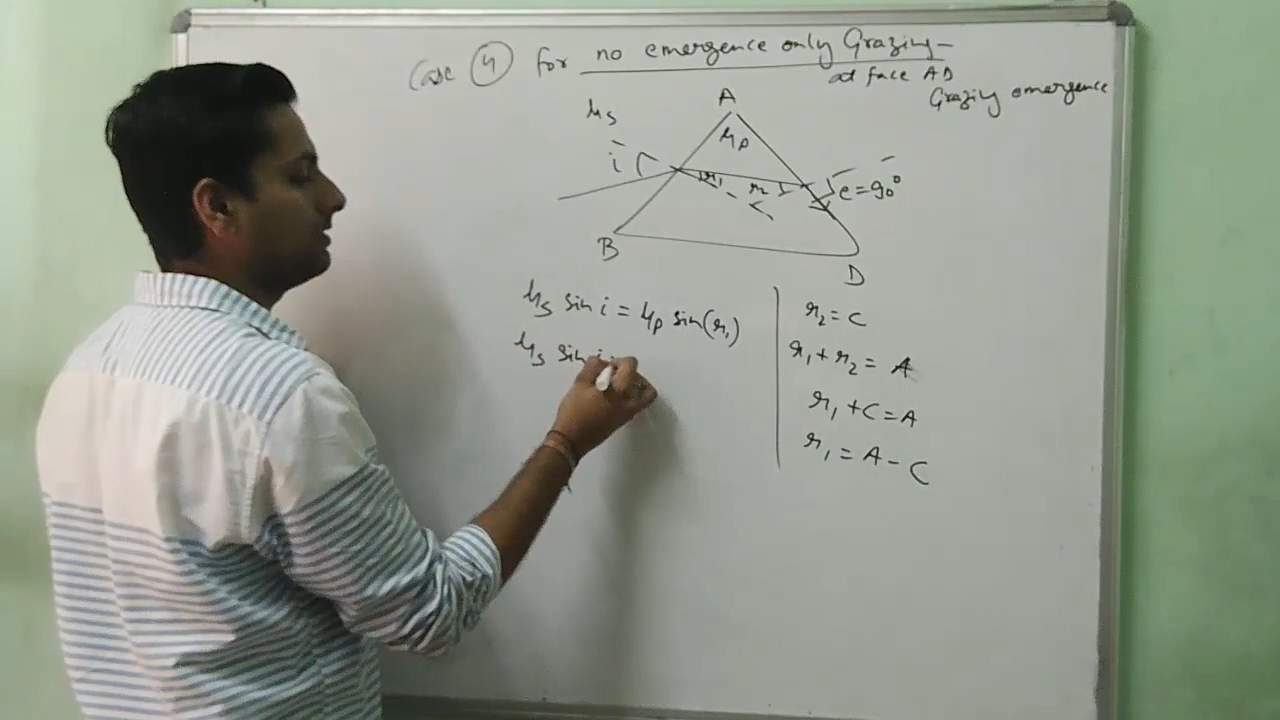 Case ④ for no emergence only Grazing
at face AD
Grazing emergence
A
μs
μp
i
r₁
r₂
e=90°
B
D
μs sin i = μp sin(r₁)
μs sin i
r₂ = C
r₁ + r₂ = A
r₁ + C = A
r₁ = A - C